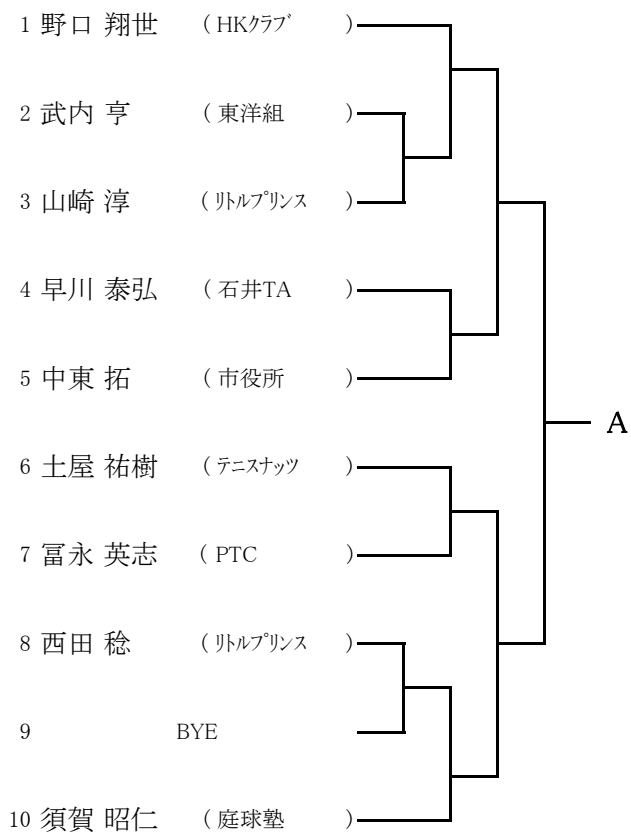 1 野口 翔世 ( HKクラブ )
2 武内 亨 ( 東洋組 )
3 山崎 淳 ( リトルプリンス )
4 早川 泰弘 ( 石井TA )
5 中東 拓 ( 市役所 )
A
6 土屋 祐樹 ( テニスナッツ )
7 冨永 英志 ( PTC )
8 西田 稔 ( リトルプリンス )
9 BYE
10 須賀 昭仁 ( 庭球塾 )